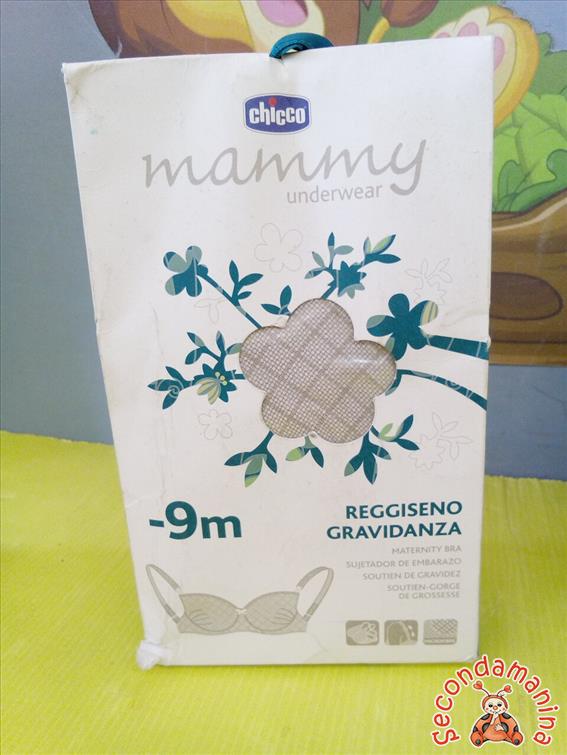 chicco
mammy
underwear
-9m
REGGISENO
GRAVIDANZA
MATERNITY BRA
SUJETADOR DE EMBARAZO
SOUTIEN DE GRAVIDEZ
SOUTIEN-GORGE
DE GROSSESSE
secondamanina